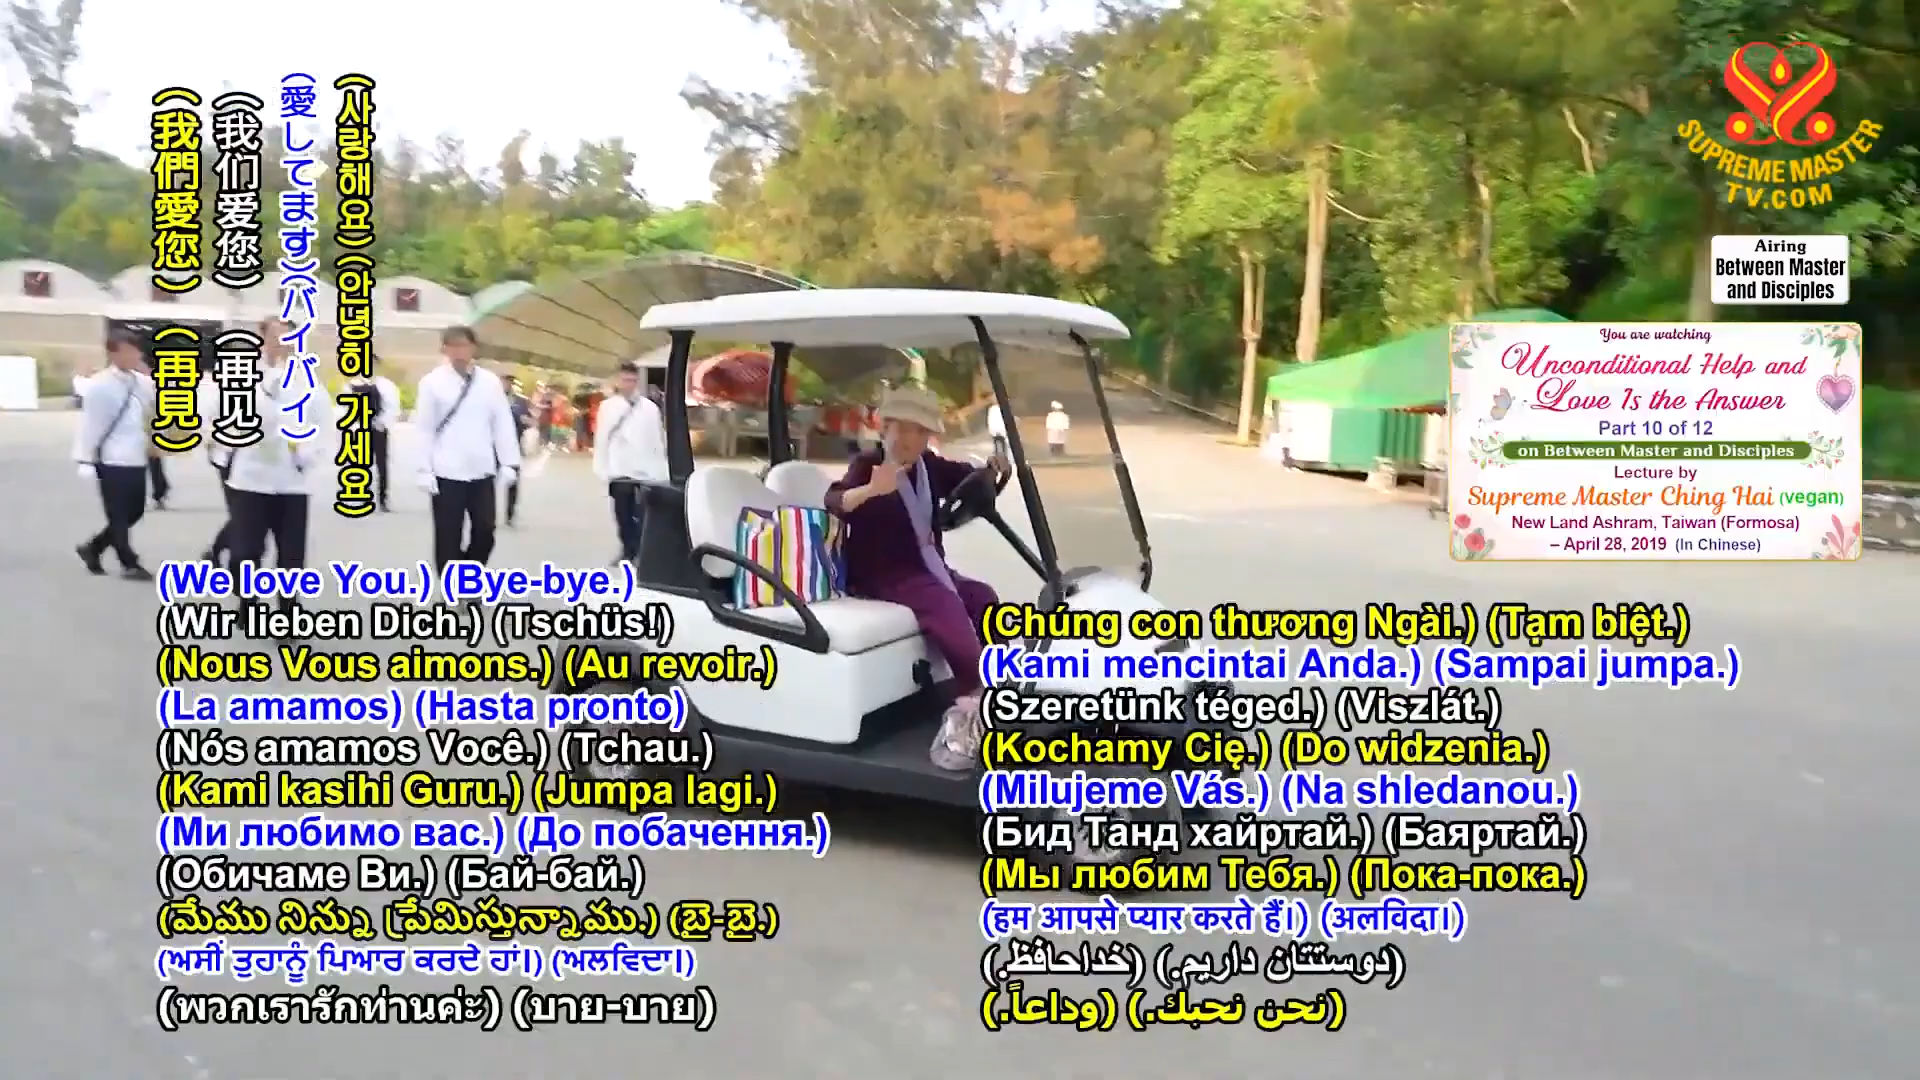 (我們愛您) (再見)
(我们爱您) (再见)
(愛してます)(バイバイ)
(사랑해요) (안녕히 가세요)
SUPREME MASTER
TV.COM
Airing
Between Master
and Disciples
You are watching
Unconditional Help and
Love Is the Answer
Part 10 of 12
on Between Master and Disciples
Lecture by
Supreme Master Ching Hai (vegan)
New Land Ashram, Taiwan (Formosa)
– April 28, 2019 (In Chinese)
(We love You.) (Bye-bye.)
(Wir lieben Dich.) (Tschüs!)
(Nous Vous aimons.) (Au revoir.)
(La amamos) (Hasta pronto)
(Nós amamos Você.) (Tchau.)
(Kami kasihi Guru.) (Jumpa lagi.)
(Ми любимо вас.) (До побачення.)
(Обичаме Ви.) (Бай-бай.)
(మేము నిన్ను ప్రేమిస్తున్నాము.) (బై-బై.)
(ਅਸੀਂ ਤੁਹਾਨੂੰ ਪਿਆਰ ਕਰਦੇ ਹਾਂ।) (ਅਲਵਿਦਾ।)
(พวกเรารักท่านค่ะ) (บาย-บาย)
(Chúng con thương Ngài.) (Tạm biệt.)
(Kami mencintai Anda.) (Sampai jumpa.)
(Szeretünk téged.) (Viszlát.)
(Kochamy Cię.) (Do widzenia.)
(Milujeme Vás.) (Na shledanou.)
(Бид Танд хайртай.) (Баяртай.)
(Мы любим Тебя.) (Пока-пока.)
(हम आपसे प्यार करते हैं।) (अलविदा।)
(دوستتان داریم.) (خداحافظ.)
(نحن نحبك.) (وداعاً.)